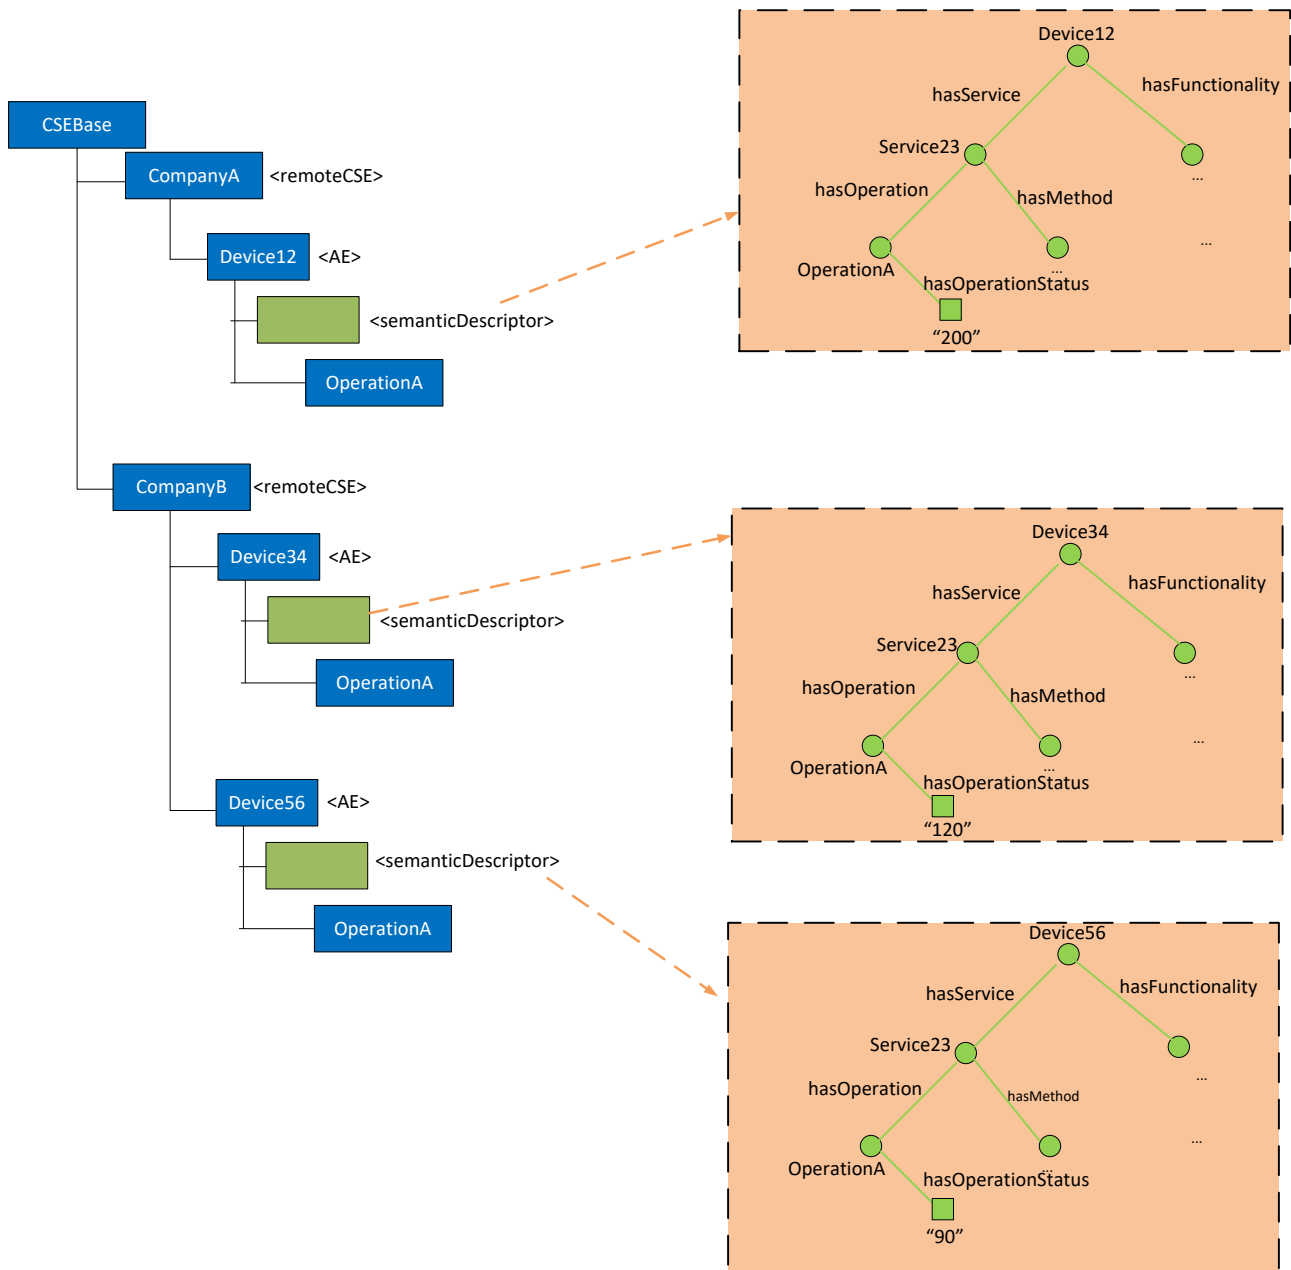 CSEBase
CompanyA <remoteCSE>
Device12 <AE>
<semanticDescriptor>
OperationA
CompanyB <remoteCSE>
Device34 <AE>
<semanticDescriptor>
OperationA
Device56 <AE>
<semanticDescriptor>
OperationA
Device12
hasService hasFunctionality
Service23
...
hasOperation hasMethod
...
OperationA ...
hasOperationStatus
“200”
Device34
hasService hasFunctionality
Service23
...
hasOperation hasMethod
...
OperationA ...
hasOperationStatus
“120”
Device56
hasService hasFunctionality
Service23
...
hasOperation hasMethod
...
OperationA ...
hasOperationStatus
“90”